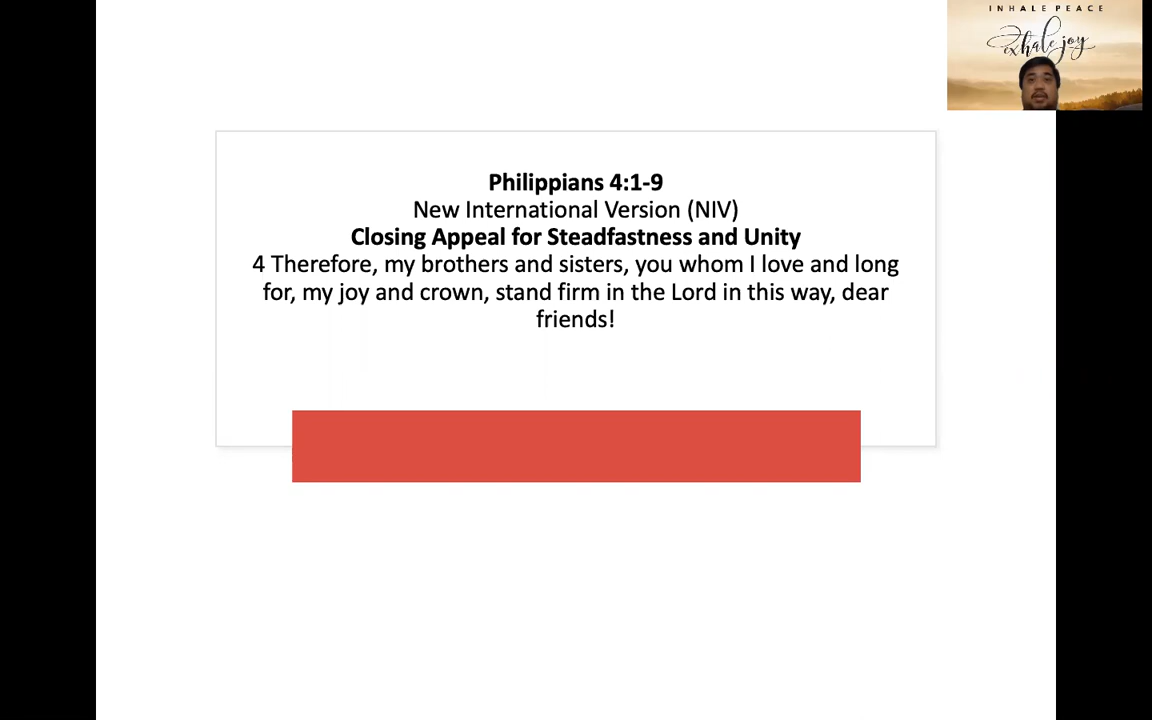 INHALE PEACE
exhale joy
Philippians 4:1-9
New International Version (NIV)
Closing Appeal for Steadfastness and Unity
4 Therefore, my brothers and sisters, you whom I love and long
for, my joy and crown, stand firm in the Lord in this way, dear
friends!